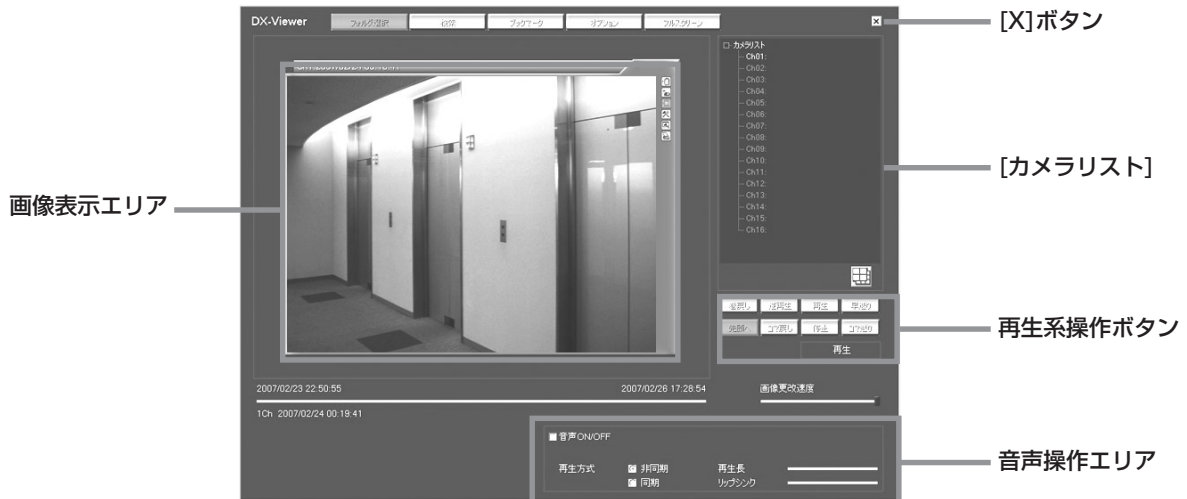 DX-Viewer
フォルダ選択
検索
ブックマーク
オプション
フルスクリーン
[X]ボタン
カメラリスト
Ch01:
Ch02:
Ch03:
Ch04:
Ch05:
Ch06:
Ch07:
Ch08:
Ch09:
Ch10:
Ch11:
Ch12:
Ch13:
Ch14:
Ch15:
Ch16:
[カメラリスト]
画像表示エリア
巻戻し
逆再生
再生
早送り
先頭へ
コマ戻し
停止
コマ送り
再生
再生系操作ボタン
2007/02/23 22:50:55
2007/02/26 17:28:54
画像更改速度
1Ch 2007/02/24 00:19:41
音声ON/OFF
再生方式
非同期
再生長
同期
リップシンク
音声操作エリア